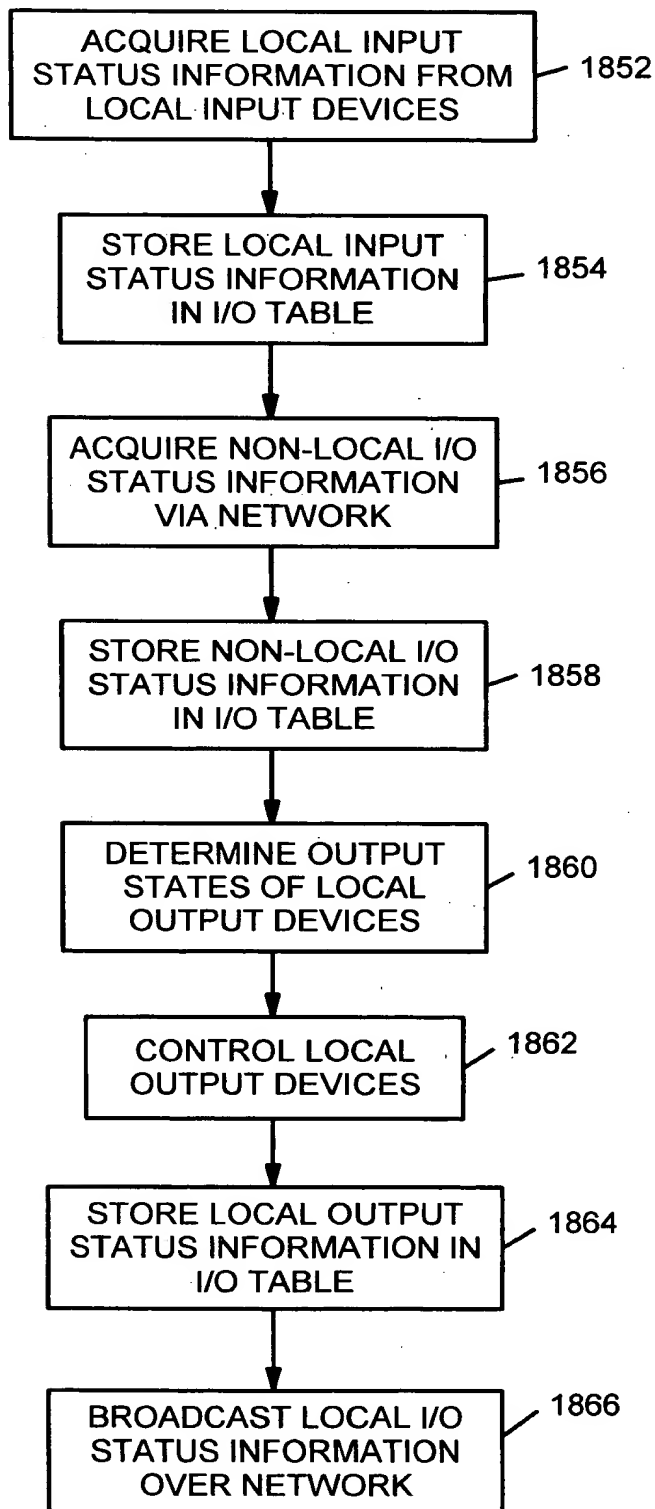 ACQUIRE LOCAL INPUT
STATUS INFORMATION FROM
LOCAL INPUT DEVICES
1852
STORE LOCAL INPUT
STATUS INFORMATION
IN I/O TABLE
1854
ACQUIRE NON-LOCAL I/O
STATUS INFORMATION
VIA NETWORK
1856
STORE NON-LOCAL I/O
STATUS INFORMATION
IN I/O TABLE
1858
DETERMINE OUTPUT
STATES OF LOCAL
OUTPUT DEVICES
1860
CONTROL LOCAL
OUTPUT DEVICES
1862
STORE LOCAL OUTPUT
STATUS INFORMATION IN
I/O TABLE
1864
BROADCAST LOCAL I/O
STATUS INFORMATION
OVER NETWORK
1866